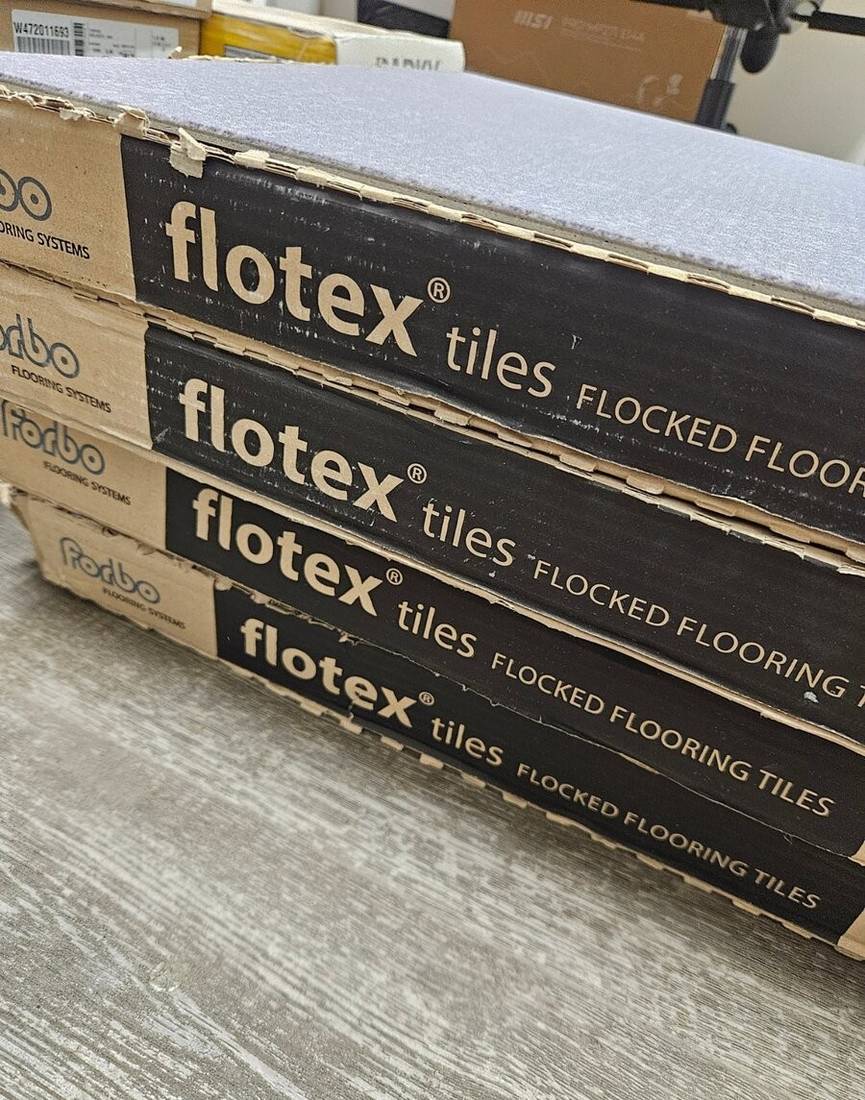 W472011693
msi
flotex® tiles FLOCKED FLOOR
ORING SYSTEMS
flotex® tiles FLOCKED FLOORING T
Forbo
FLOORING SYSTEMS
flotex® tiles FLOCKED FLOORING TILES
Forbo
FLOORING SYSTEMS
flotex® tiles FLOCKED FLOORING TILES
Forbo
FLOORING SYSTEMS